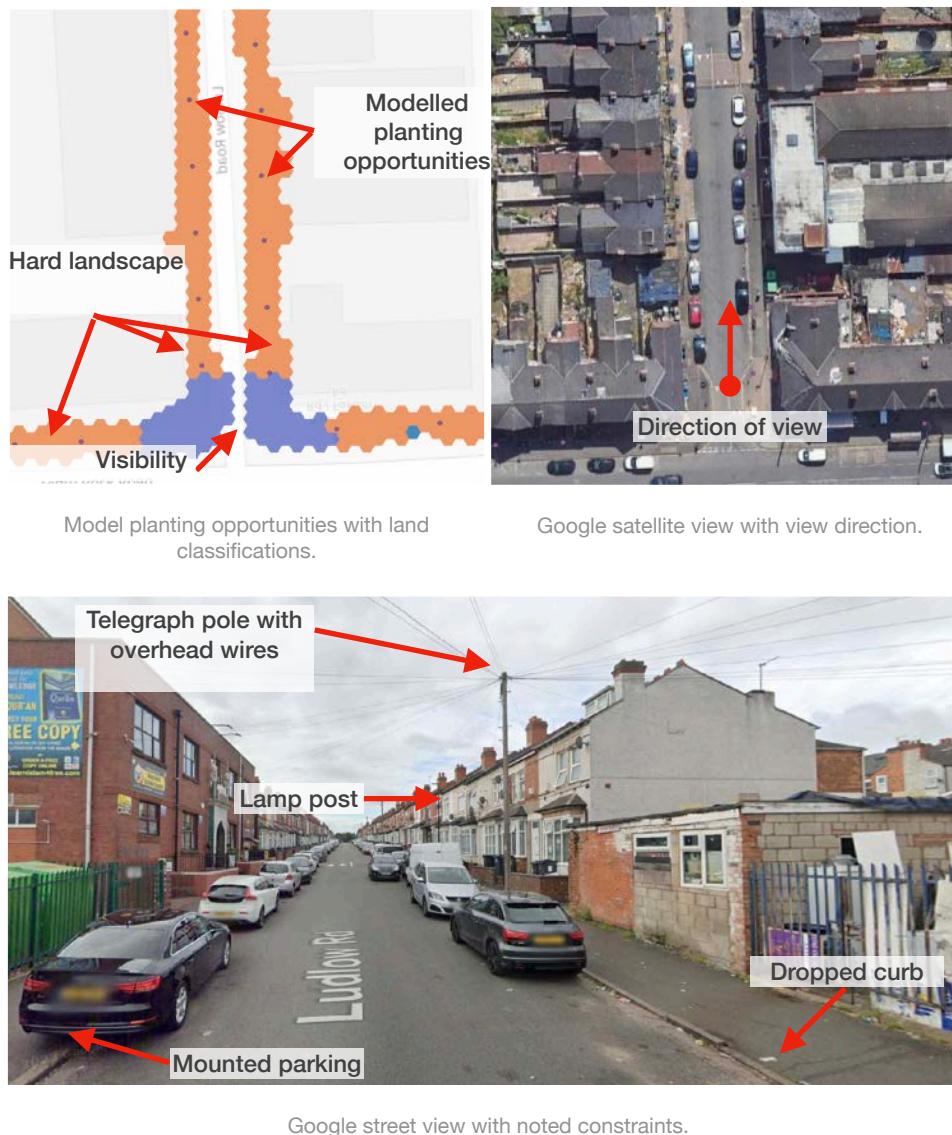 Modelled
planting
opportunities
Hard landscape
Visibility
Direction of view
Model planting opportunities with land
classifications.
Google satellite view with view direction.
Telegraph pole with
overhead wires
FREE COPY
Lamp post
Ludlow Rd
Dropped curb
Mounted parking
Google street view with noted constraints.